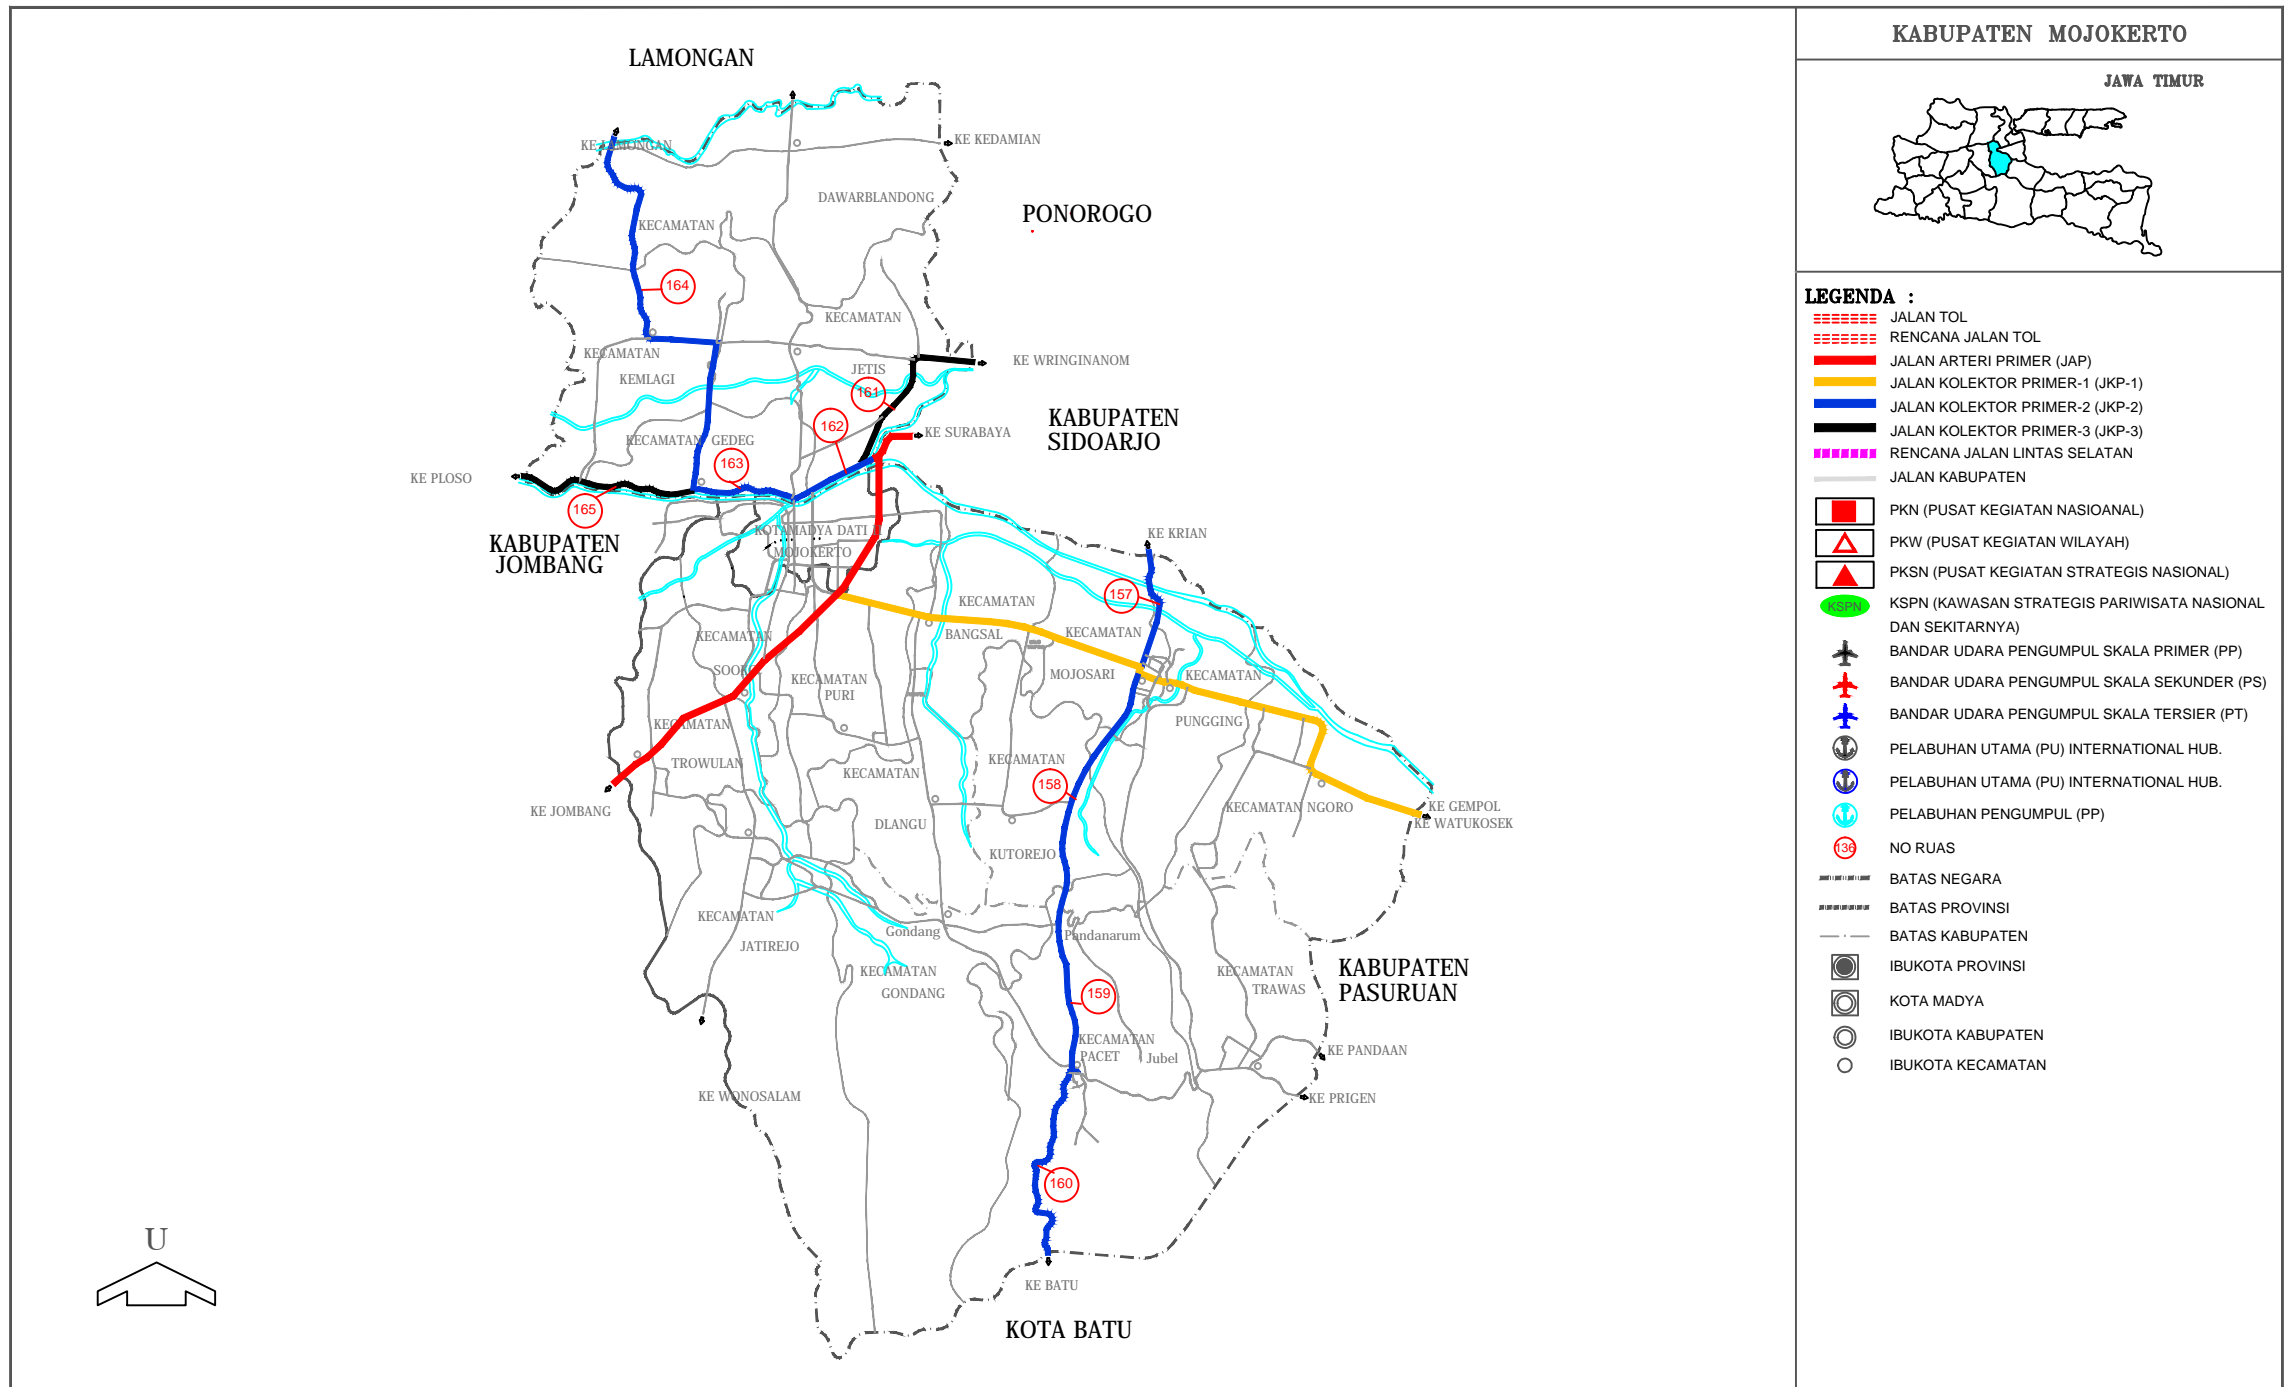 KABUPATEN MOJOKERTO
JAWA TIMUR
LAMONGAN
KE LAMONGAN
KE KEDAMIAN
DAWARBLANDONG
KECAMATAN
PONOROGO
164
KECAMATAN
KECAMATAN
KEMLAGI
JETIS
KE WRINGINANOM
161
162
KABUPATEN
SIDOARJO
KE SURABAYA
KECAMATAN GEDEG
163
KE PLOSO
165
KABUPATEN
JOMBANG
KOTAMADYA DATI II
MOJOKERTO
KE KRIAN
157
KECAMATAN
BANGSAL
KECAMATAN
MOJOSARI
KECAMATAN
SOOKO
KECAMATAN
PURI
KECAMATAN
PUNGGING
KECAMATAN
TROWULAN
KE JOMBANG
KECAMATAN
DLANGU
KECAMATAN
158
KUTOREJO
KECAMATAN NGORO
KE GEMPOL
KE WATUKOSEK
KECAMATAN
JATIREJO
Gondang
KECAMATAN
GONDANG
Pandanarum
159
KECAMATAN
TRAWAS
KABUPATEN
PASURUAN
KECAMATAN
PACET
Jubel
KE PANDAAN
KE PRIGEN
KE WONOSALAM
160
KE BATU
KOTA BATU
U
LEGENDA :
JALAN TOL
RENCANA JALAN TOL
JALAN ARTERI PRIMER (JAP)
JALAN KOLEKTOR PRIMER-1 (JKP-1)
JALAN KOLEKTOR PRIMER-2 (JKP-2)
JALAN KOLEKTOR PRIMER-3 (JKP-3)
RENCANA JALAN LINTAS SELATAN
JALAN KABUPATEN
PKN (PUSAT KEGIATAN NASIOANAL)
PKW (PUSAT KEGIATAN WILAYAH)
PKSN (PUSAT KEGIATAN STRATEGIS NASIONAL)
KSPN KSPN (KAWASAN STRATEGIS PARIWISATA NASIONAL
DAN SEKITARNYA)
BANDAR UDARA PENGUMPUL SKALA PRIMER (PP)
BANDAR UDARA PENGUMPUL SKALA SEKUNDER (PS)
BANDAR UDARA PENGUMPUL SKALA TERSIER (PT)
PELABUHAN UTAMA (PU) INTERNATIONAL HUB.
PELABUHAN UTAMA (PU) INTERNATIONAL HUB.
PELABUHAN PENGUMPUL (PP)
136 NO RUAS
BATAS NEGARA
BATAS PROVINSI
BATAS KABUPATEN
IBUKOTA PROVINSI
KOTA MADYA
IBUKOTA KABUPATEN
IBUKOTA KECAMATAN